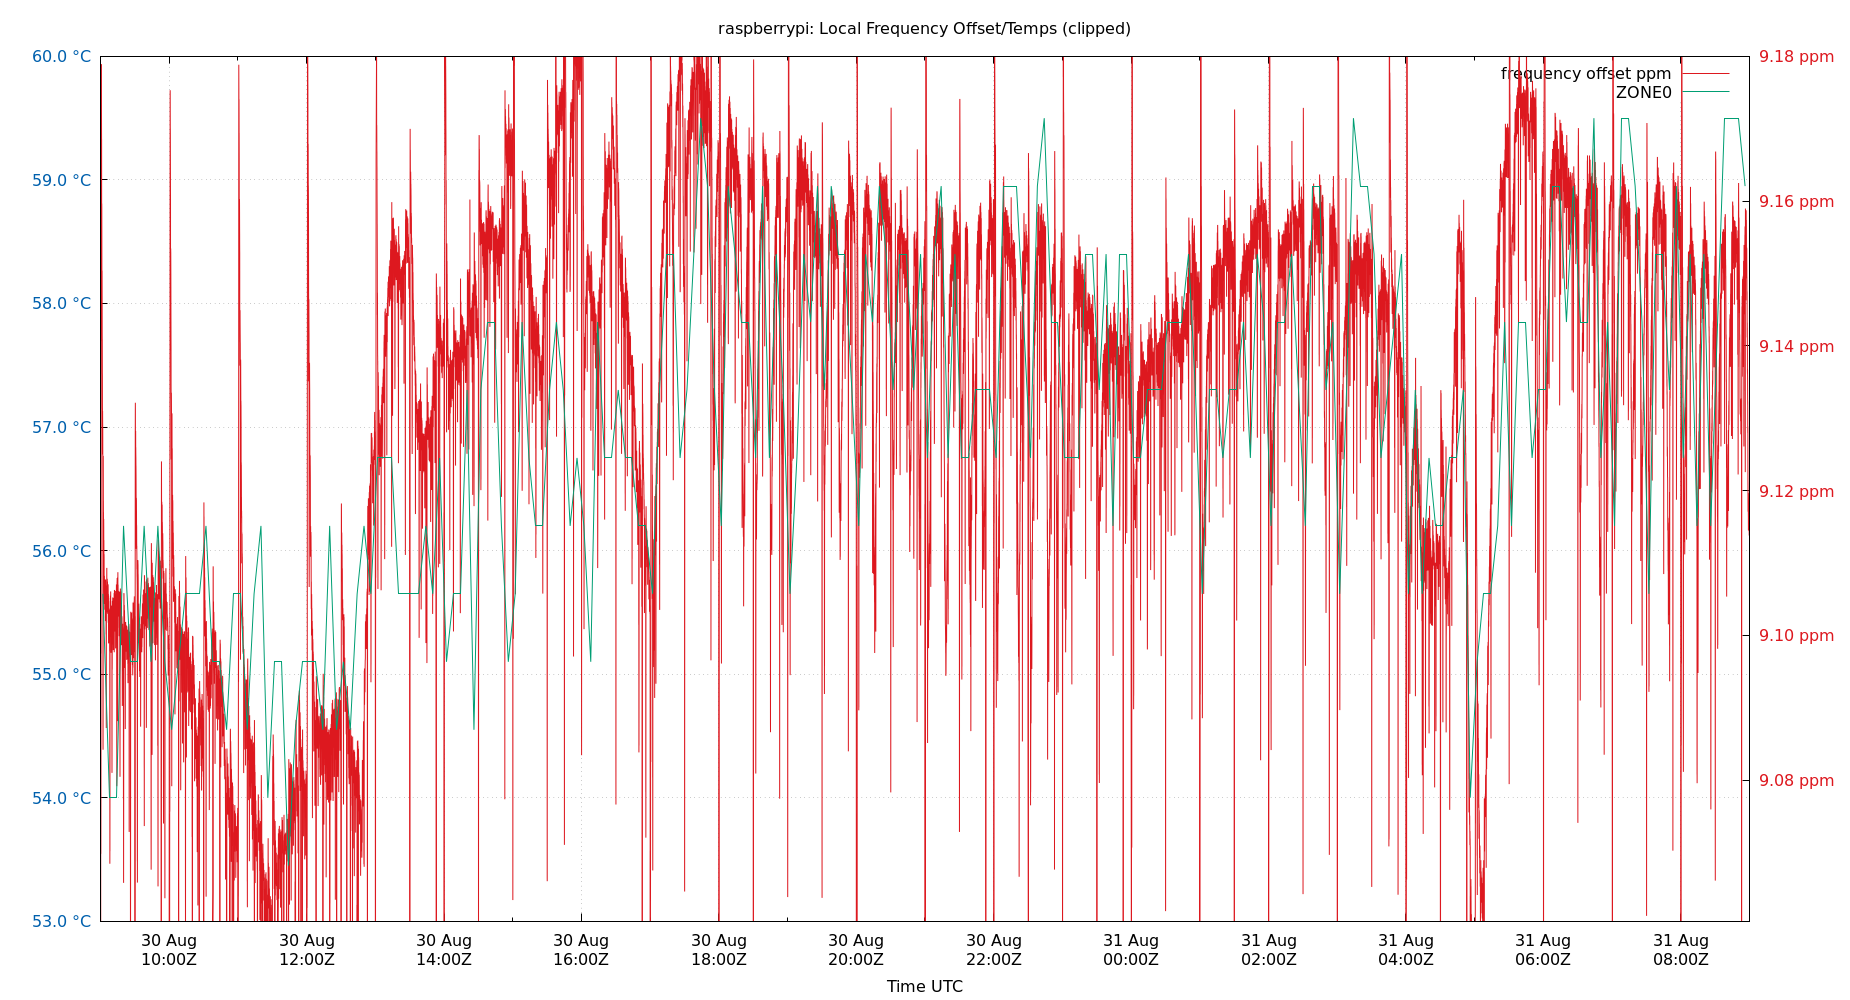 raspberrypi: Local Frequency Offset/Temps (clipped)
60.0 °C
59.0 °C
58.0 °C
57.0 °C
56.0 °C
55.0 °C
54.0 °C
53.0 °C
9.18 ppm
9.16 ppm
9.14 ppm
9.12 ppm
9.10 ppm
9.08 ppm
frequency offset ppm
ZONE0
30 Aug 30 Aug 30 Aug 30 Aug 30 Aug 30 Aug 30 Aug 31 Aug 31 Aug 31 Aug 31 Aug 31 Aug
10:00Z 12:00Z 14:00Z 16:00Z 18:00Z 20:00Z 22:00Z 00:00Z 02:00Z 04:00Z 06:00Z 08:00Z
Time UTC